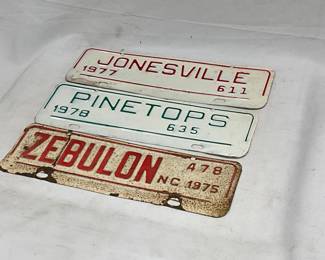 JONESVILLE
1977 611
PINETOPS
1978 635
ZEBULON 478
NC 1975